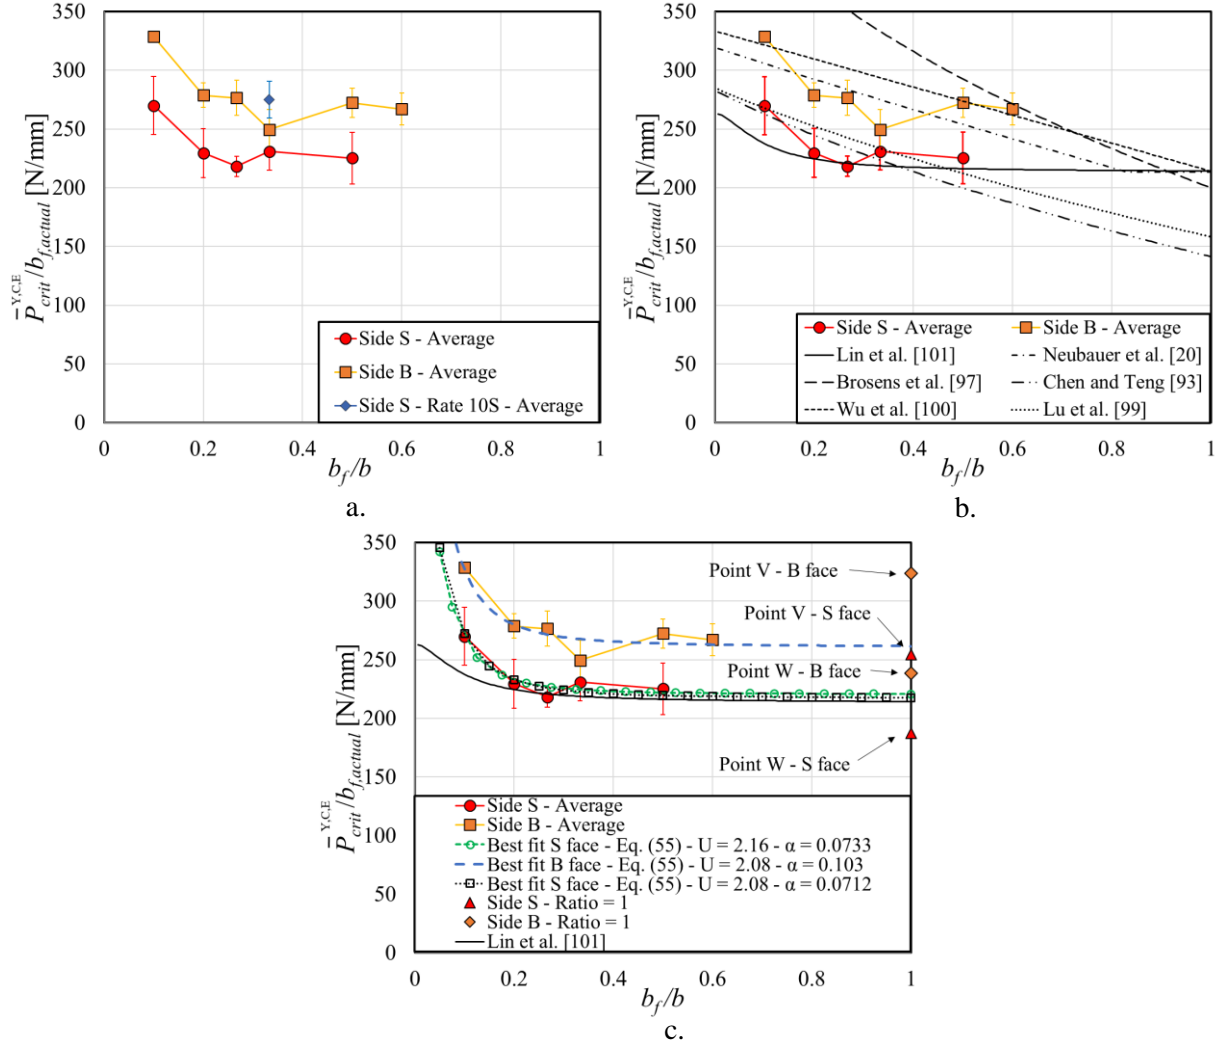 350
300
250
200
150
100
50
0
0
0.2
0.4
0.6
0.8
1
P̅crit^Y,C,E/bf,actual [N/mm]
bf/b
Side S - Average
Side B - Average
Side S - Rate 10S - Average
a.
350
300
250
200
150
100
50
0
0
0.2
0.4
0.6
0.8
1
P̅crit^Y,C,E/bf,actual [N/mm]
bf/b
Side S - Average
Side B - Average
Lin et al. [101]
Neubauer et al. [20]
Brosens et al. [97]
Chen and Teng [93]
Wu et al. [100]
Lu et al. [99]
b.
350
300
250
200
150
100
50
0
0
0.2
0.4
0.6
0.8
1
P̅crit^Y,C,E/bf,actual [N/mm]
bf/b
Point V - B face
Point V - S face
Point W - B face
Point W - S face
Side S - Average
Side B - Average
Best fit S face - Eq. (55) - U = 2.16 - α = 0.0733
Best fit B face - Eq. (55) - U = 2.08 - α = 0.103
Best fit S face - Eq. (55) - U = 2.08 - α = 0.0712
Side S - Ratio = 1
Side B - Ratio = 1
Lin et al. [101]
c.